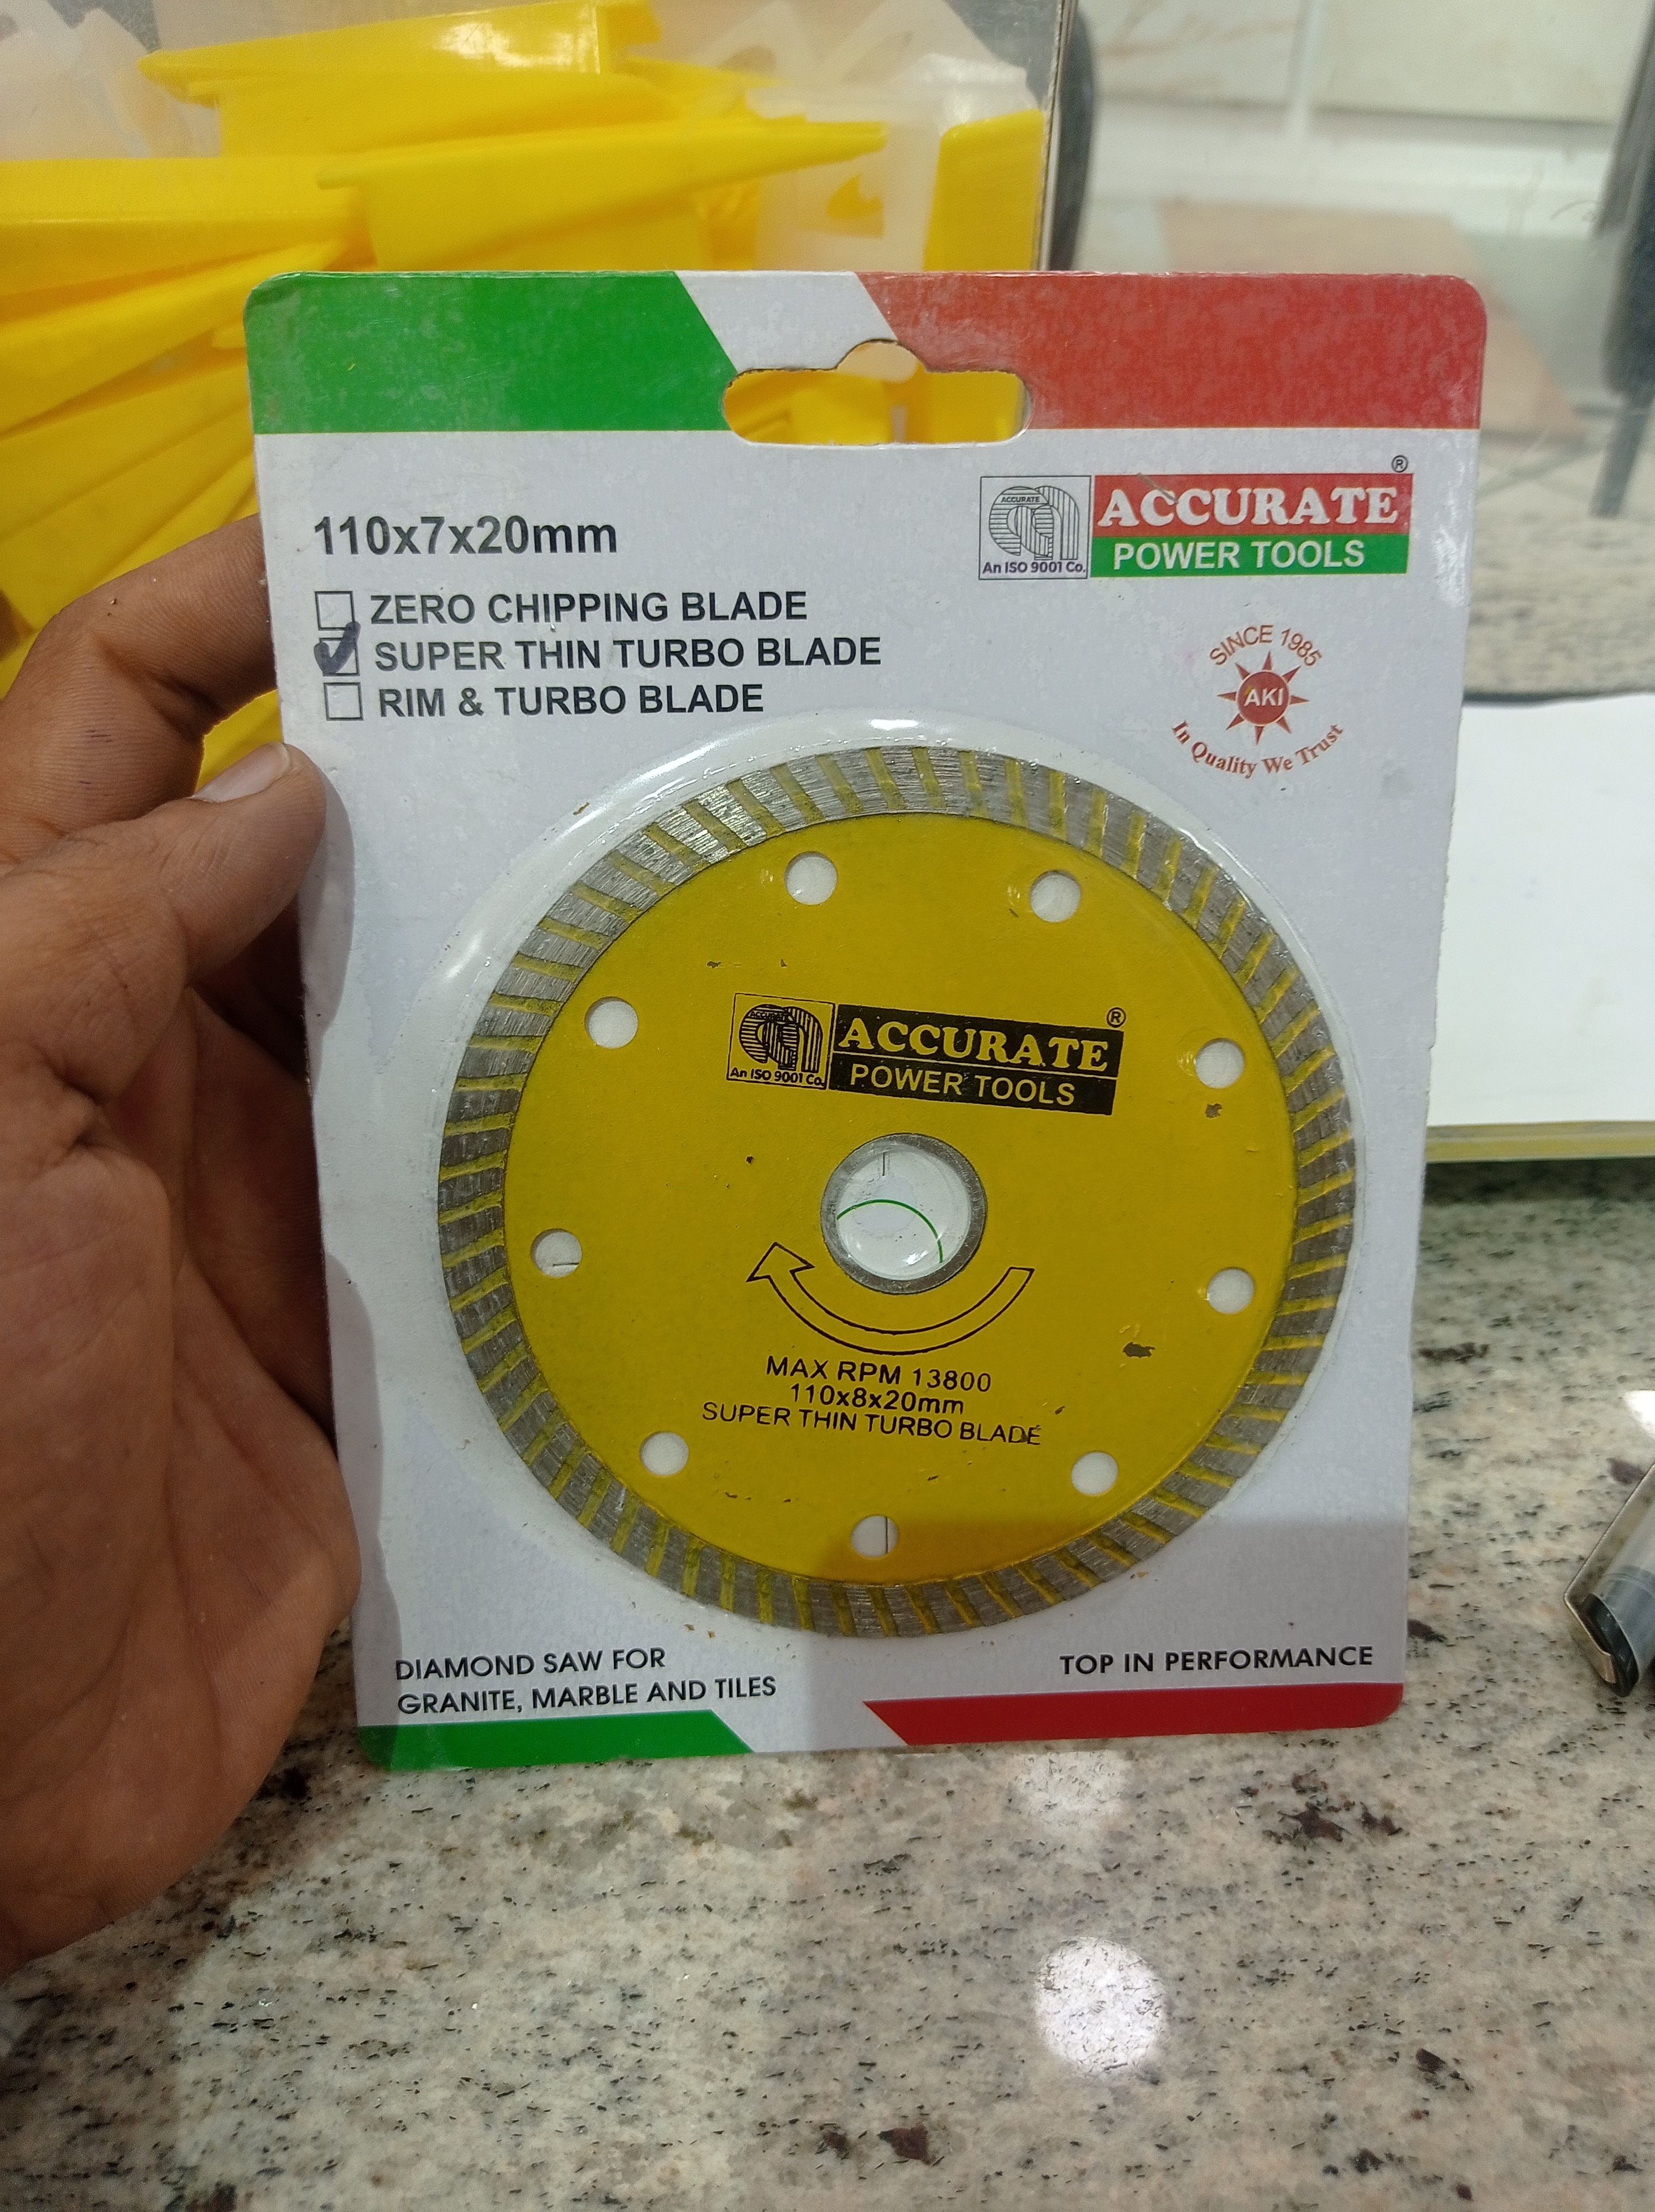 110x7x20mm
ZERO CHIPPING BLADE
SUPER THIN TURBO BLADE
RIM & TURBO BLADE
ACCURATE
An ISO 9001 Co.
ACCURATE®
POWER TOOLS
SINCE 1985
AKI
In Quality We Trust
ACCURATE
An ISO 9001 Co.
ACCURATE®
POWER TOOLS
MAX RPM 13800
110x8x20mm
SUPER THIN TURBO BLADE
DIAMOND SAW FOR
GRANITE, MARBLE AND TILES
TOP IN PERFORMANCE